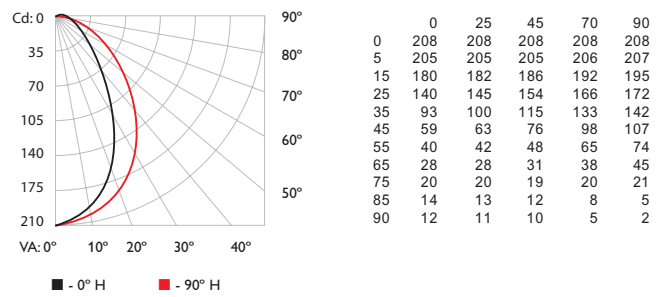 Cd: 0
35
70
105
140
175
210
90°
80°
70°
60°
50°
VA: 0° 10° 20° 30° 40°
- 0° H - 90° H
0 25 45 70 90
0 208 208 208 208 208
5 205 205 205 206 207
15 180 182 186 192 195
25 140 145 154 166 172
35 93 100 115 133 142
45 59 63 76 98 107
55 40 42 48 65 74
65 28 28 31 38 45
75 20 20 19 20 21
85 14 13 12 8 5
90 12 11 10 5 2